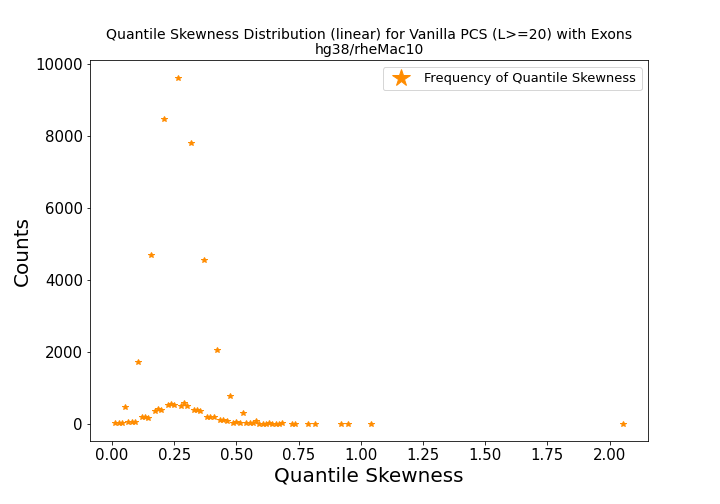 Quantile Skewness Distribution (linear) for Vanilla PCS (L>=20) with Exons
hg38/rheMac10
Frequency of Quantile Skewness
10000
8000
6000
4000
2000
0
Counts
0.00 0.25 0.50 0.75 1.00 1.25 1.50 1.75 2.00
Quantile Skewness